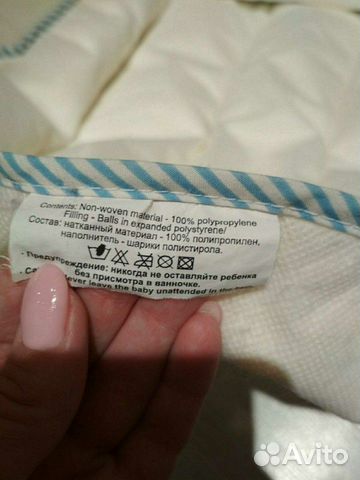 Contents: Non-woven material - 100% polypropylene
Filling - Balls in expanded polystyrene/
Состав: натканный материал - 100% полипропилен,
наполнитель - шарики полистирола.
· Предупреждение: никогда не оставляйте ребенка
без присмотра в ванночке.
never leave the baby unattended in the
Avito